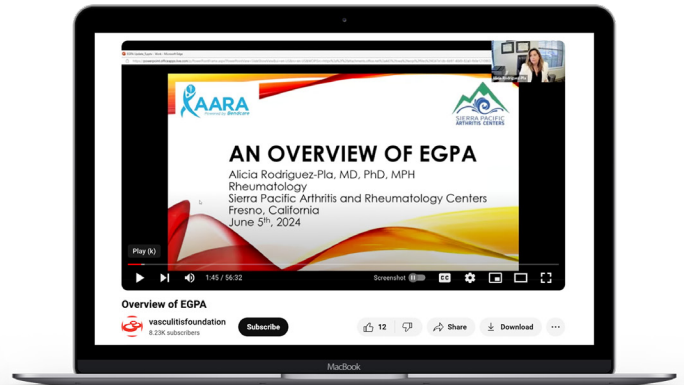 AARA
Powered by Bendcare
SIERRA PACIFIC
ARTHRITIS CENTERS
AN OVERVIEW OF EGPA
Alicia Rodriguez-Pla, MD, PhD, MPH
Rheumatology
Sierra Pacific Arthritis and Rheumatology Centers
Fresno, California
June 5th, 2024
Play (k)
1:45 / 56:32
Screenshot
CC
Overview of EGPA
vasculitisfoundation
8.23K subscribers
Subscribe
12
Share
Download
MacBook